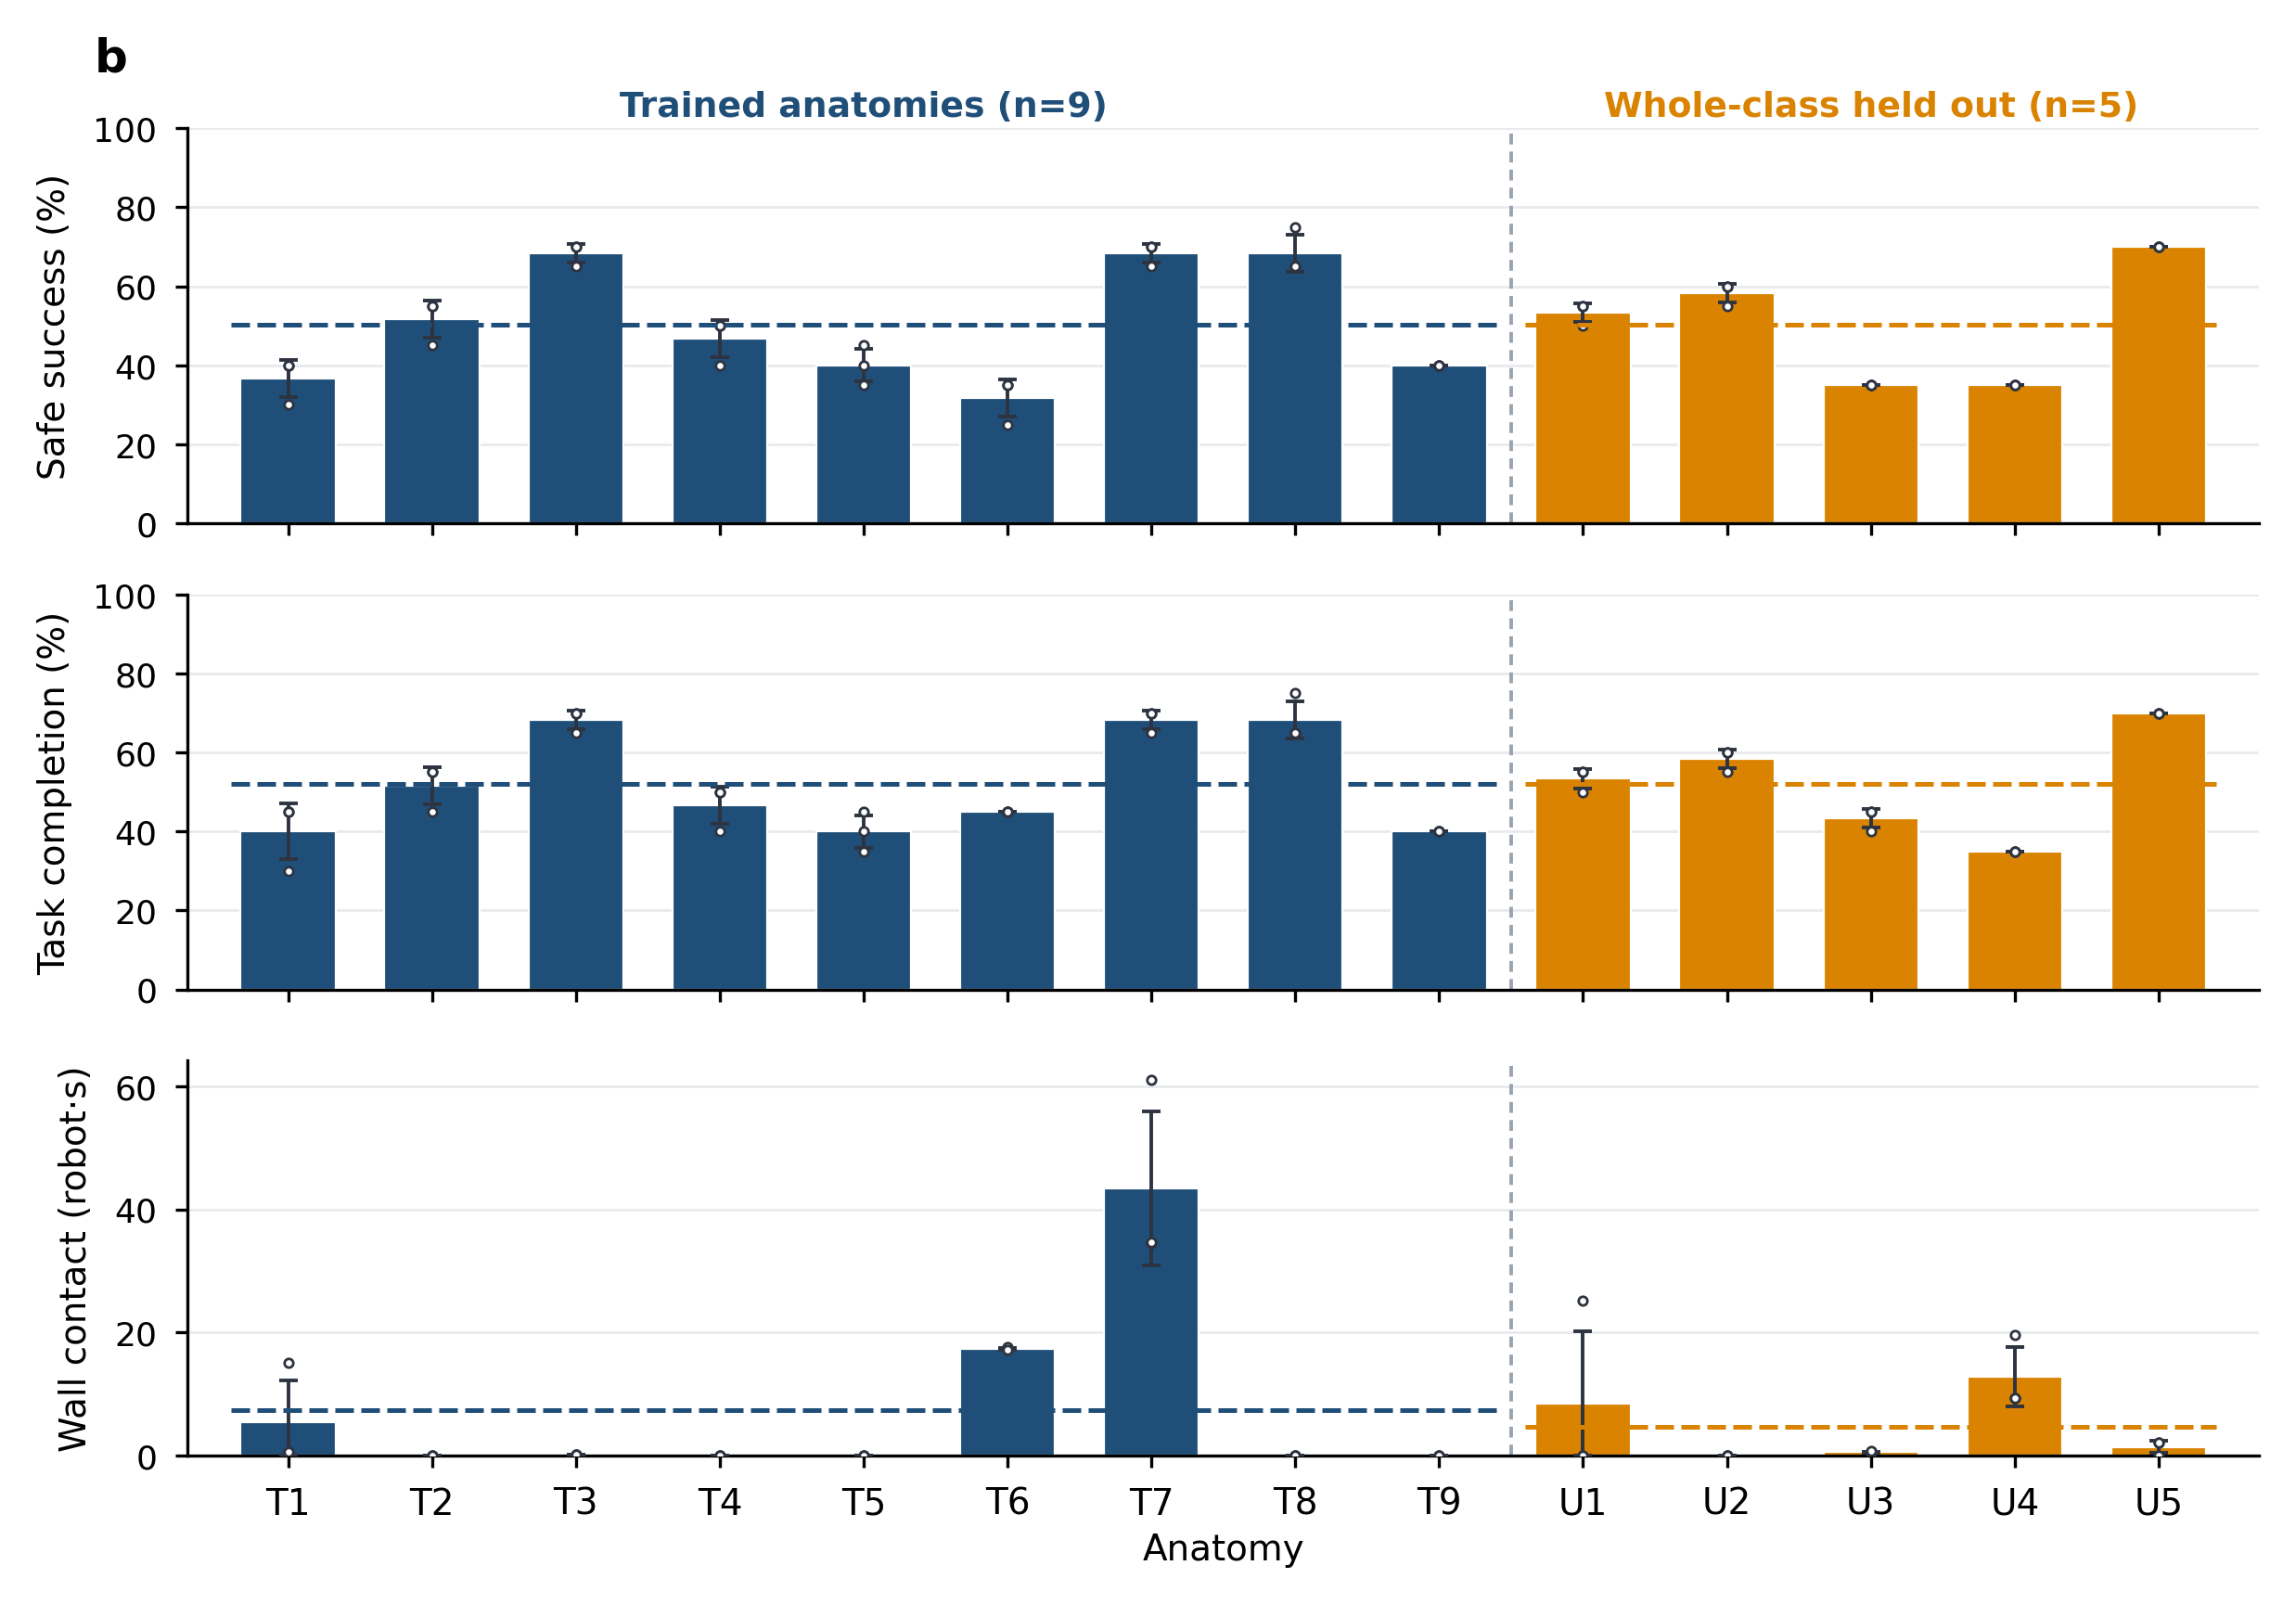 b
Trained anatomies (n=9)
Whole-class held out (n=5)
Safe success (%)
100
80
60
40
20
0
Task completion (%)
100
80
60
40
20
0
Wall contact (robot·s)
60
40
20
0
T1 T2 T3 T4 T5 T6 T7 T8 T9 U1 U2 U3 U4 U5
Anatomy